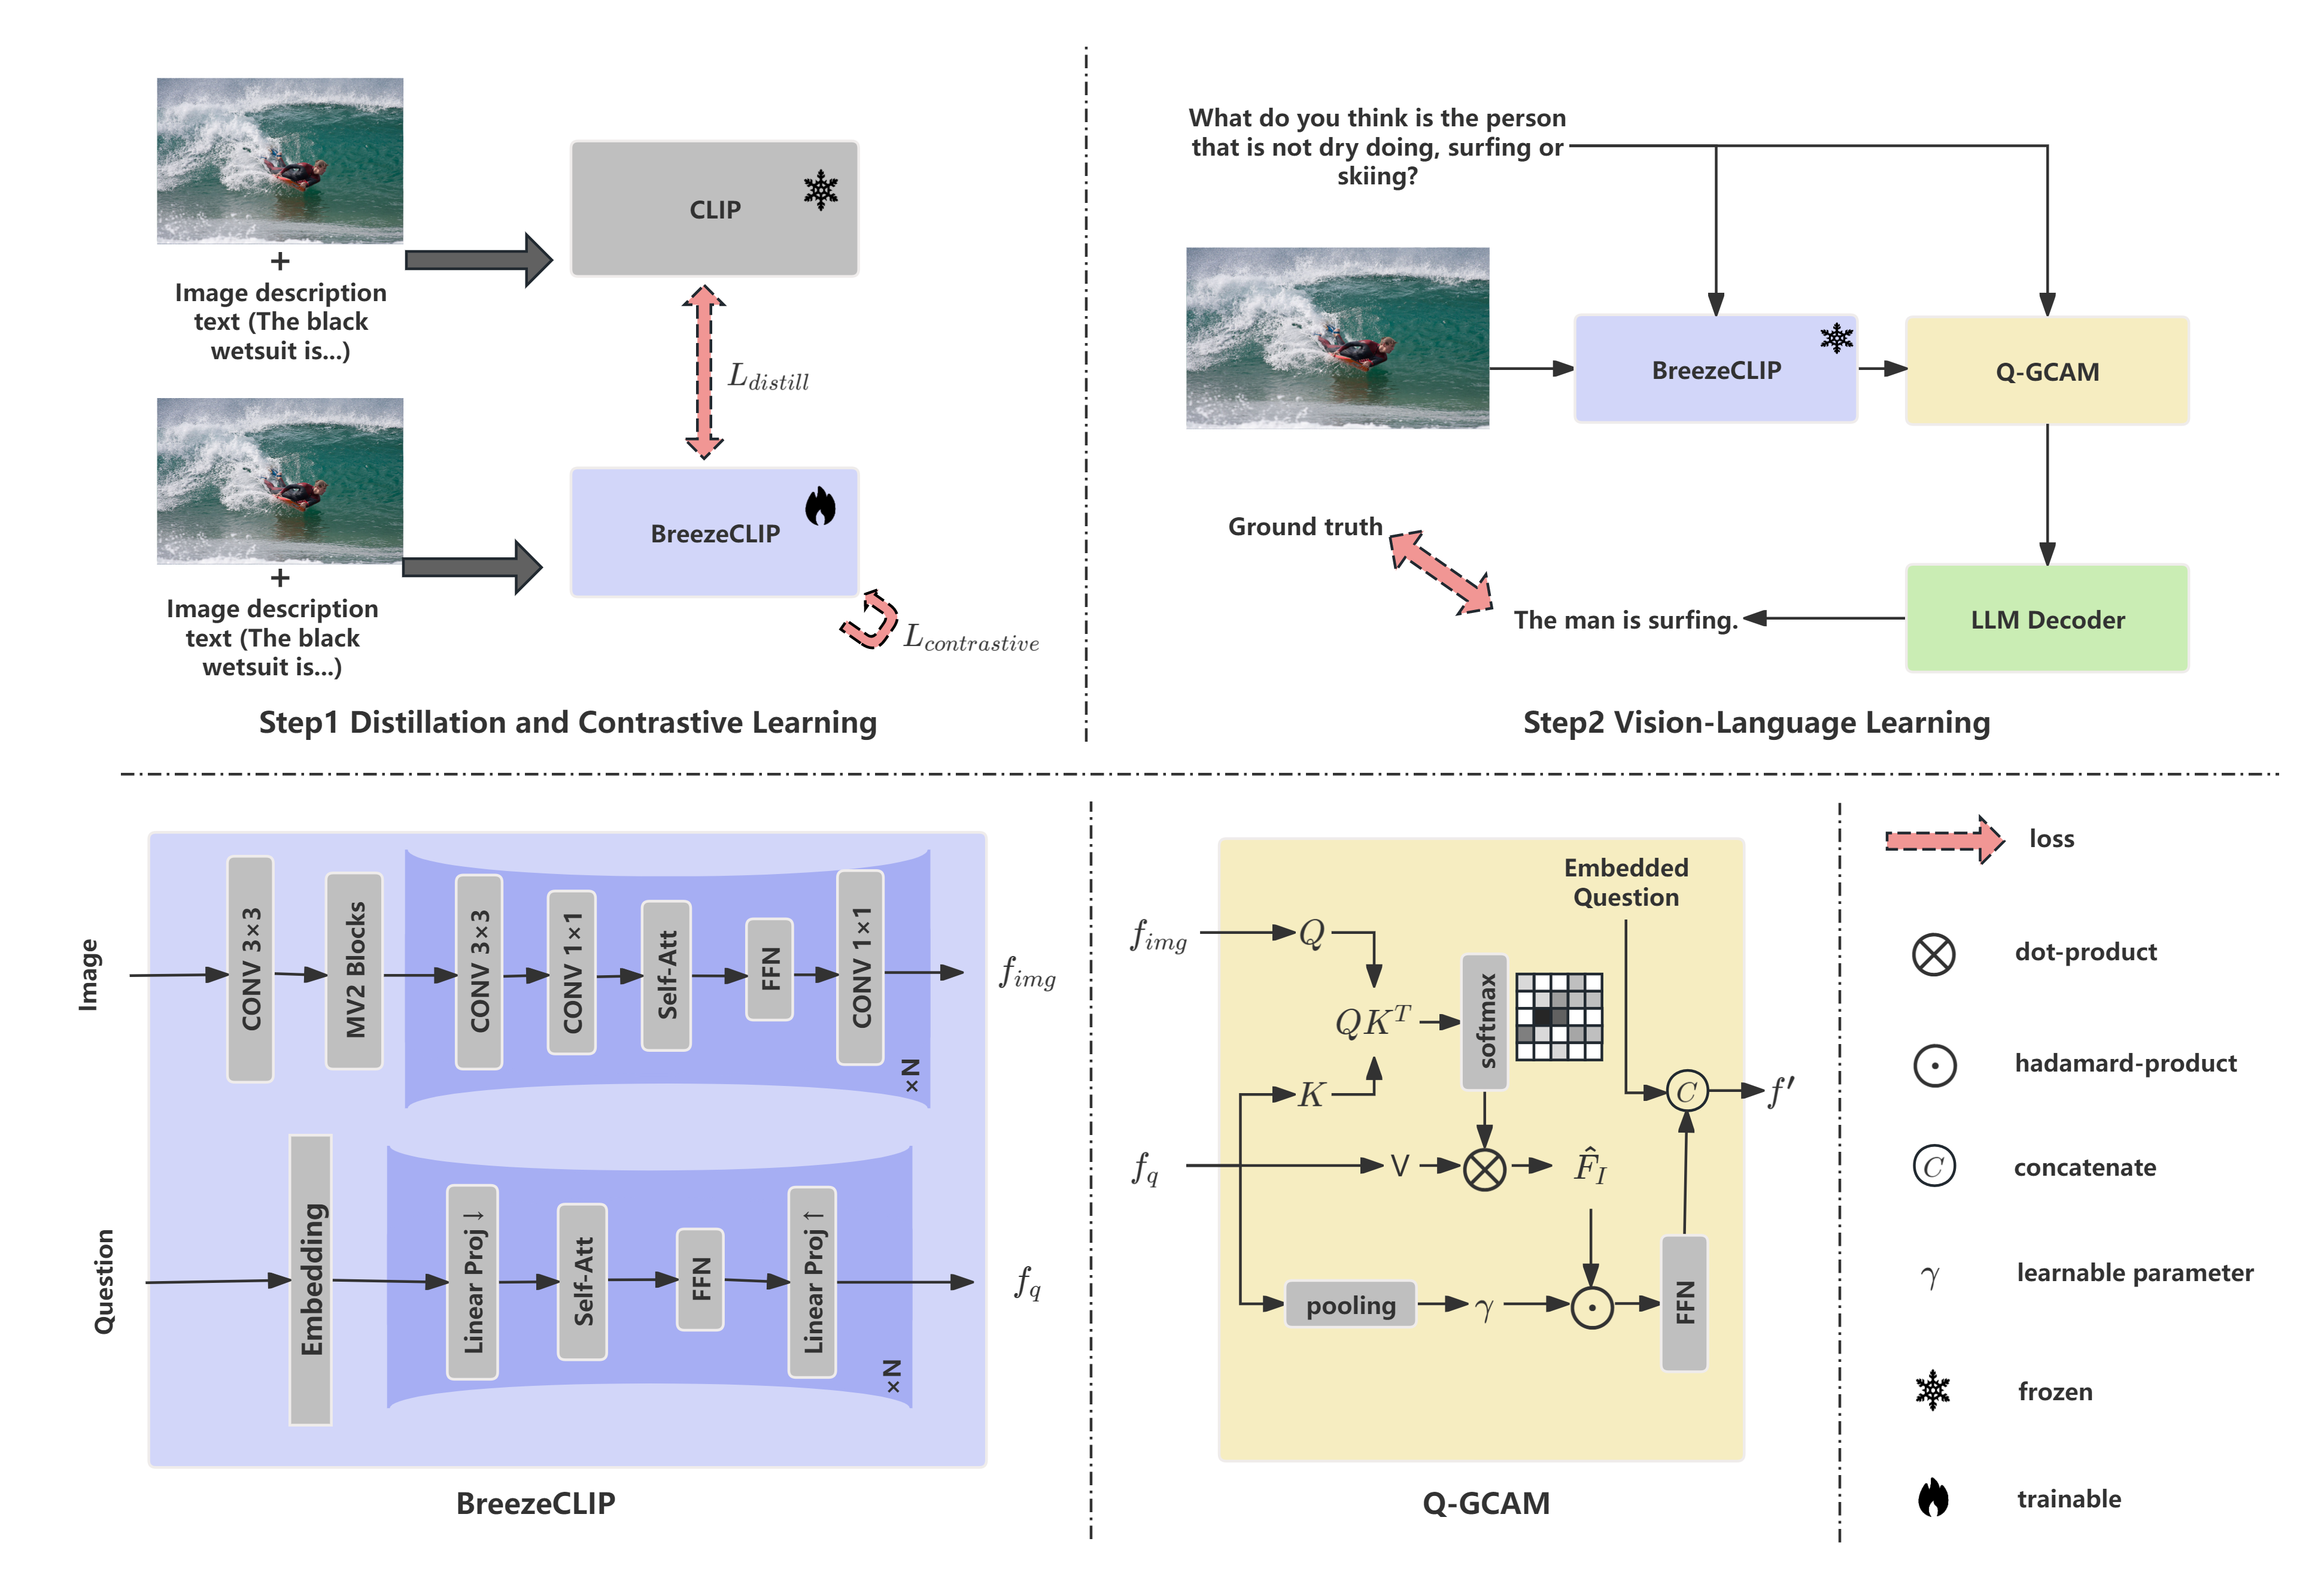 +
Image description
text (The black
wetsuit is...)
CLIP
L_{distill}
+
Image description
text (The black
wetsuit is...)
BreezeCLIP
L_{contrastive}
Step1 Distillation and Contrastive Learning
What do you think is the person
that is not dry doing, surfing or
skiing?
BreezeCLIP
Q-GCAM
Ground truth
The man is surfing.
LLM Decoder
Step2 Vision-Language Learning
Image
CONV 3×3
MV2 Blocks
CONV 3×3
CONV 1×1
Self-Att
FFN
CONV 1×1
×N
f_{img}
Question
Embedding
Linear Proj ↓
Self-Att
FFN
Linear Proj ↑
×N
f_q
BreezeCLIP
Embedded
Question
f_{img}
Q
QK^T
softmax
K
C
f'
f_q
V
\hat{F}_I
pooling
γ
FFN
Q-GCAM
loss
dot-product
hadamard-product
C
concatenate
γ
learnable parameter
frozen
trainable